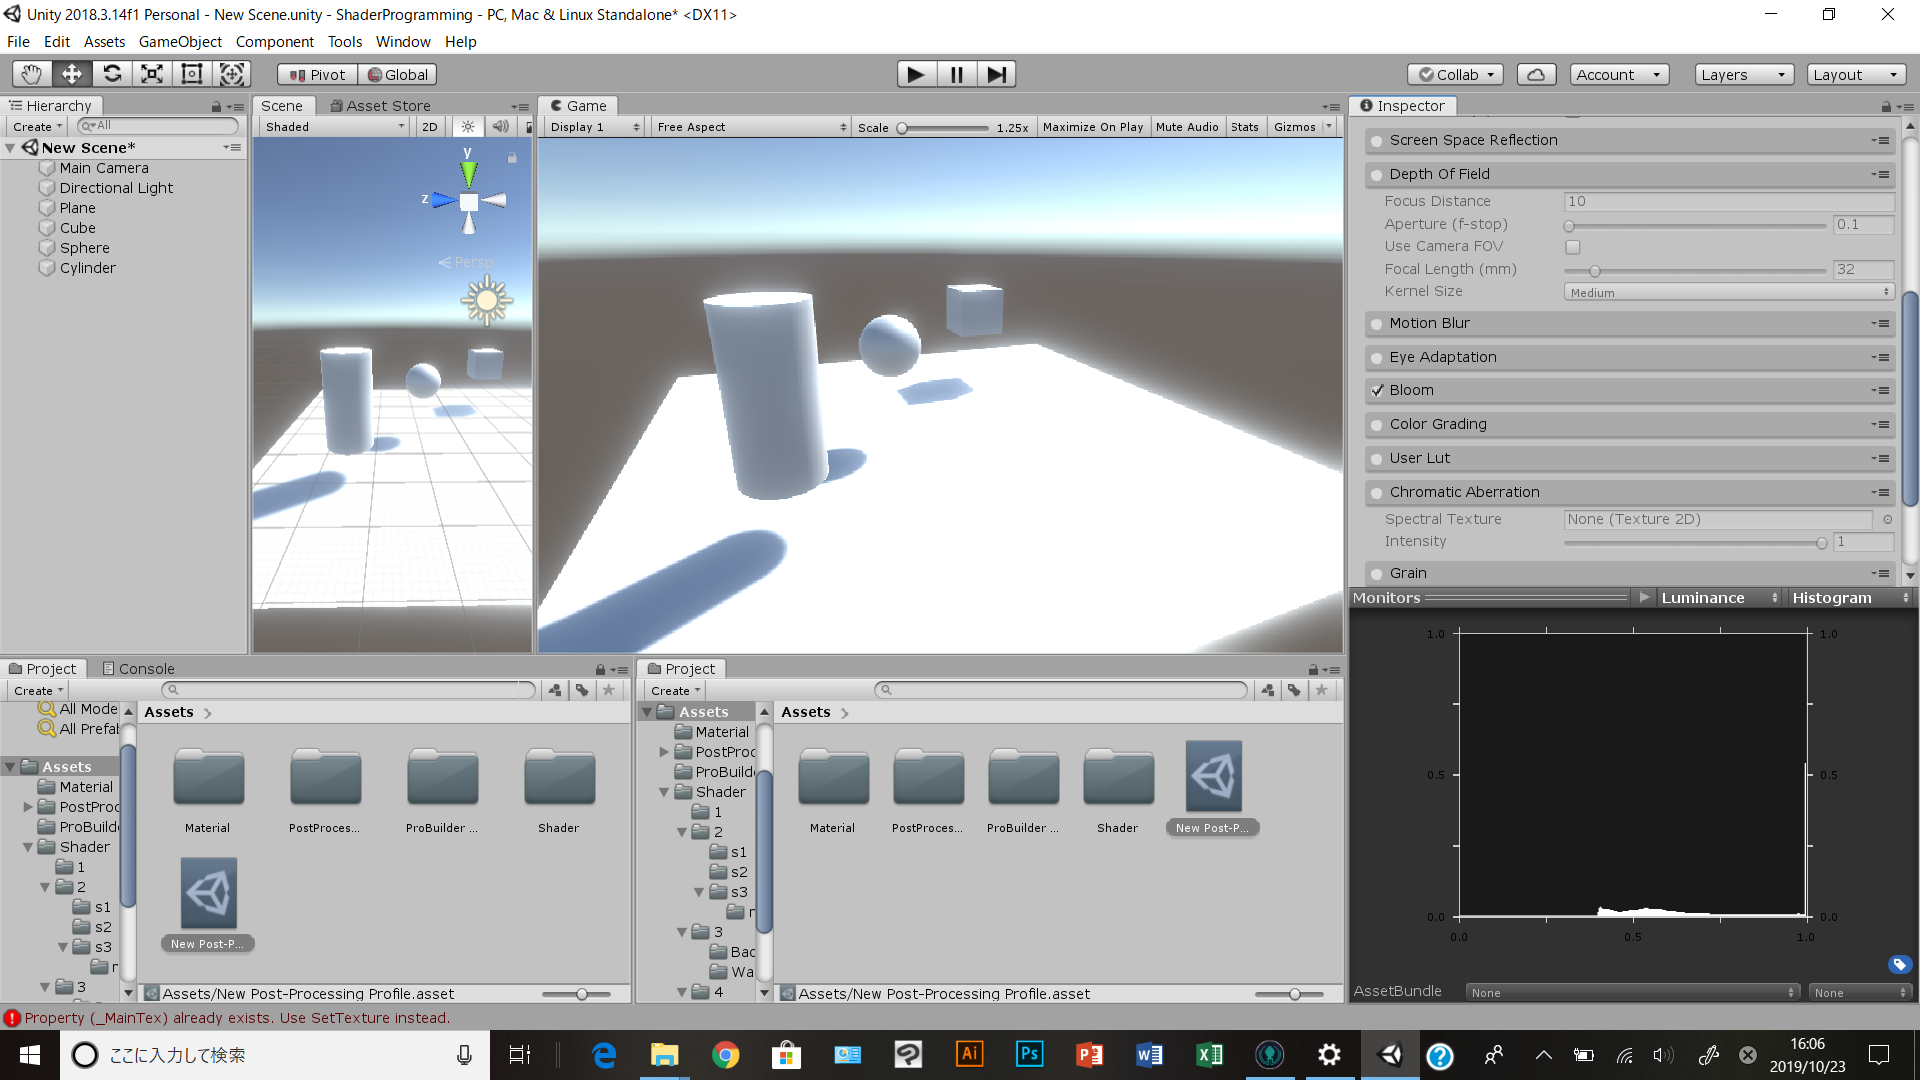 Unity 2018.3.14f1 Personal - New Scene.unity - ShaderProgramming - PC, Mac & Linux Standalone* <DX11>
File Edit Assets GameObject Component Tools Window Help
Pivot Global Collab Account Layers Layout
Hierarchy
Create All
New Scene*
Main Camera
Directional Light
Plane
Cube
Sphere
Cylinder
Scene Asset Store
Shaded 2D
y
z
Persp
Game
Display 1 Free Aspect Scale 1.25x Maximize On Play Mute Audio Stats Gizmos
Inspector
Screen Space Reflection
Depth Of Field
Focus Distance 10
Aperture (f-stop) 0.1
Use Camera FOV
Focal Length (mm) 32
Kernel Size Medium
Motion Blur
Eye Adaptation
Bloom
Color Grading
User Lut
Chromatic Aberration
Spectral Texture None (Texture 2D)
Intensity 1
Grain
Monitors Luminance Histogram
1.0 1.0
0.5 0.5
0.0 0.0
0.0 0.5 1.0
AssetBundle None None
Project Console
Create
All Mode
All Prefab
Assets
Material
PostProc
ProBuilde
Shader
1
2
s1
s2
s3
r
3
Assets
Material PostProces... ProBuilder ... Shader
New Post-P...
Assets/New Post-Processing Profile.asset
Project
Create
Assets
Material
PostProc
ProBuilde
Shader
1
2
s1
s2
s3
r
3
Bac
Wa
4
Assets
Material PostProces... ProBuilder ... Shader New Post-P...
Assets/New Post-Processing Profile.asset
Property (_MainTex) already exists. Use SetTexture instead.
ここに入力して検索
Ai Ps
16:06
2019/10/23